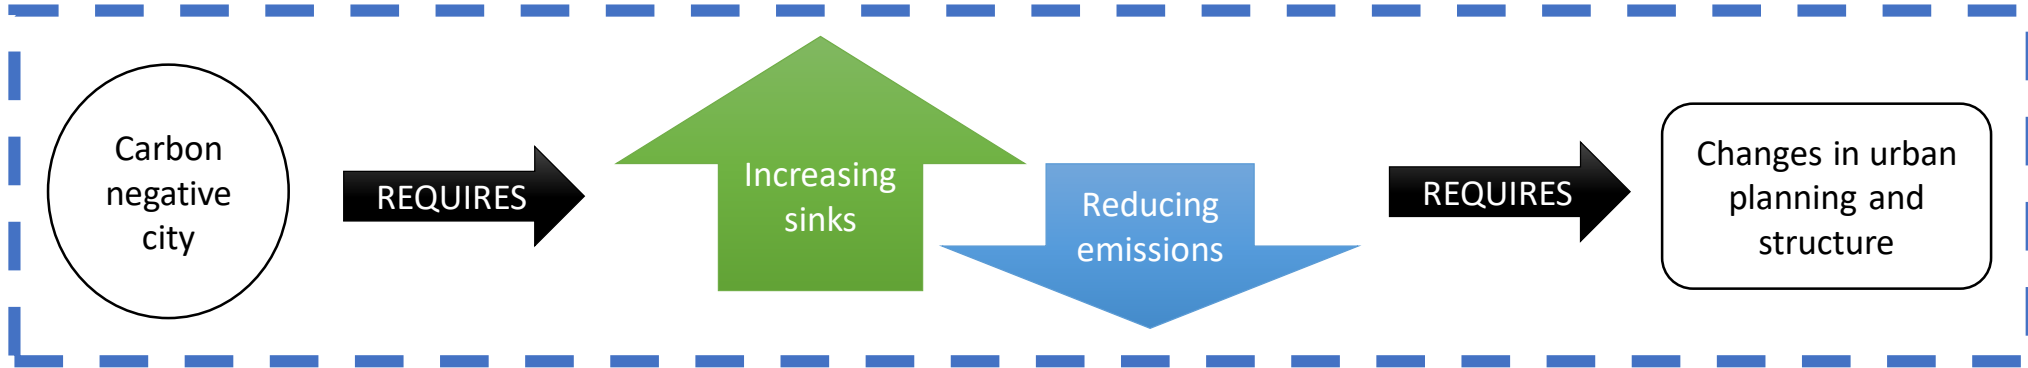 Carbon
negative
city
REQUIRES
Increasing
sinks
Reducing
emissions
REQUIRES
Changes in urban
planning and
structure